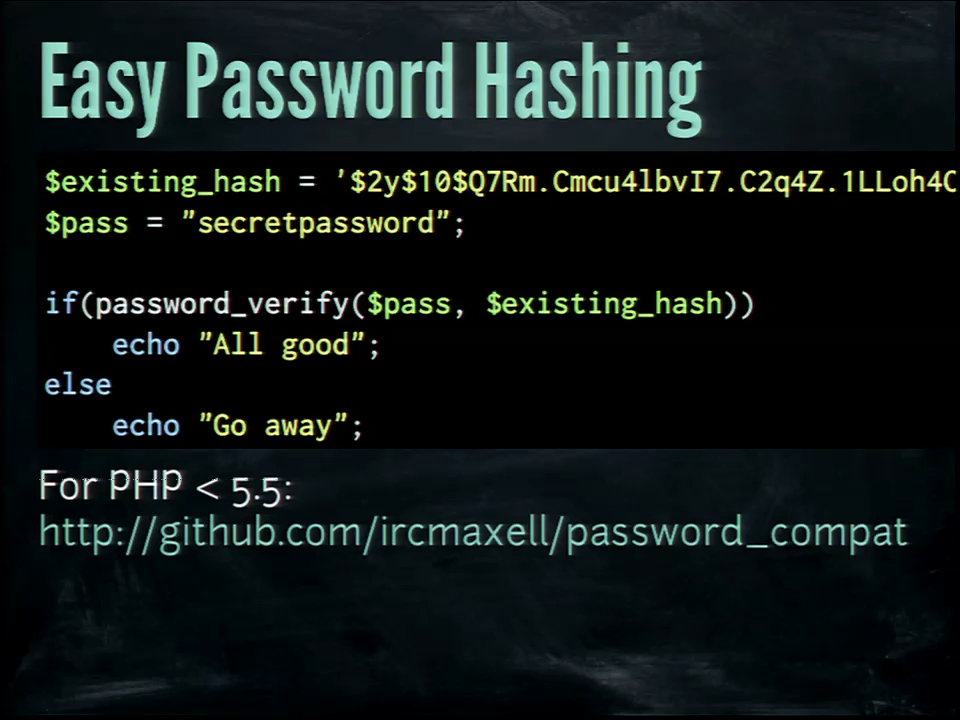 Easy Password Hashing
$existing_hash = '$2y$10$Q7Rm.Cmcu4lbvI7.C2q4Z.1LLoh4C
$pass = "secretpassword";
if(password_verify($pass, $existing_hash))
echo "All good";
else
echo "Go away";
For PHP < 5.5:
http://github.com/ircmaxell/password_compat